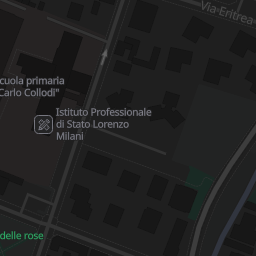 Via Eritrea
cuola primaria
Carlo Collodi"
Istituto Professionale
di Stato Lorenzo
Milani
delle rose